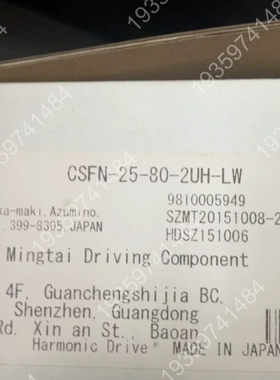 19359741484
CSFN-25-80-2UH-LW
ka-maki. Azumino.
399-8305. JAPAN
9810005949
SZMT20151008-2
HDSZ151006
Mingtai Driving Component
4F. Guanchengshijia BC.
Shenzhen, Guangdong
Rd. Xin an St., Baoan
Harmonic Drive® MADE IN JAPAN